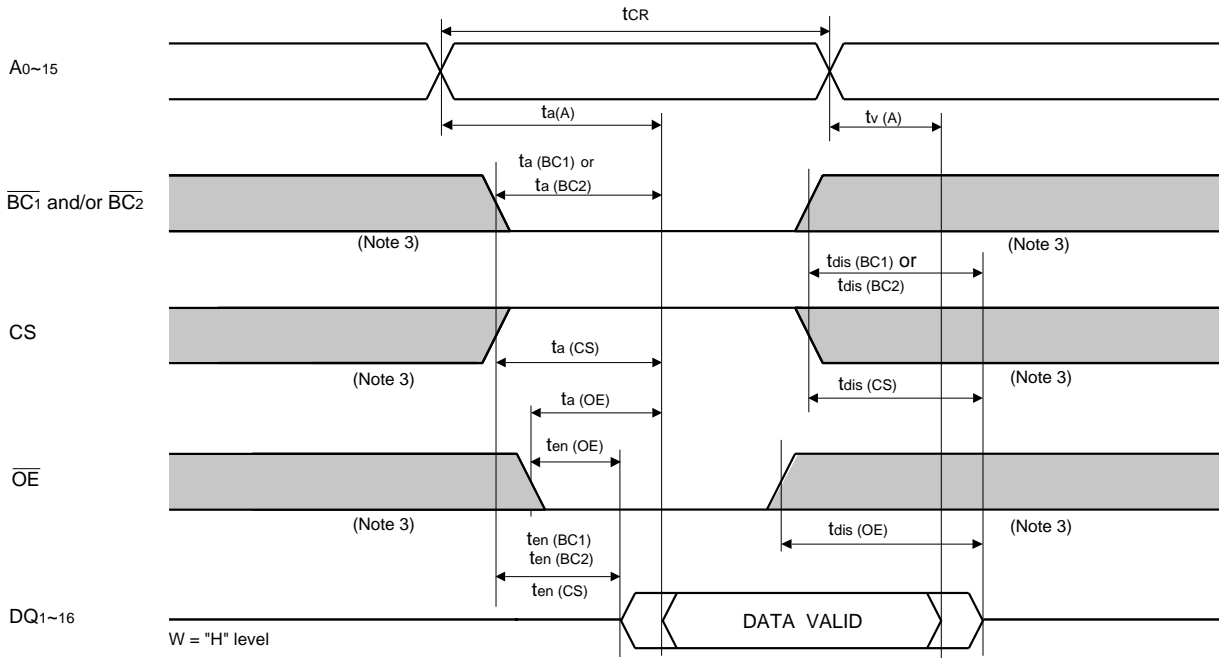 tCR
A0~15
ta(A)
tv (A)
ta (BC1) or
ta (BC2)
BC1 and/or BC2
(Note 3)
(Note 3)
tdis (BC1) or
tdis (BC2)
CS
ta (CS)
(Note 3)
(Note 3)
tdis (CS)
ta (OE)
ten (OE)
OE
(Note 3)
(Note 3)
tdis (OE)
ten (BC1)
ten (BC2)
ten (CS)
DQ1~16
DATA VALID
W = "H" level